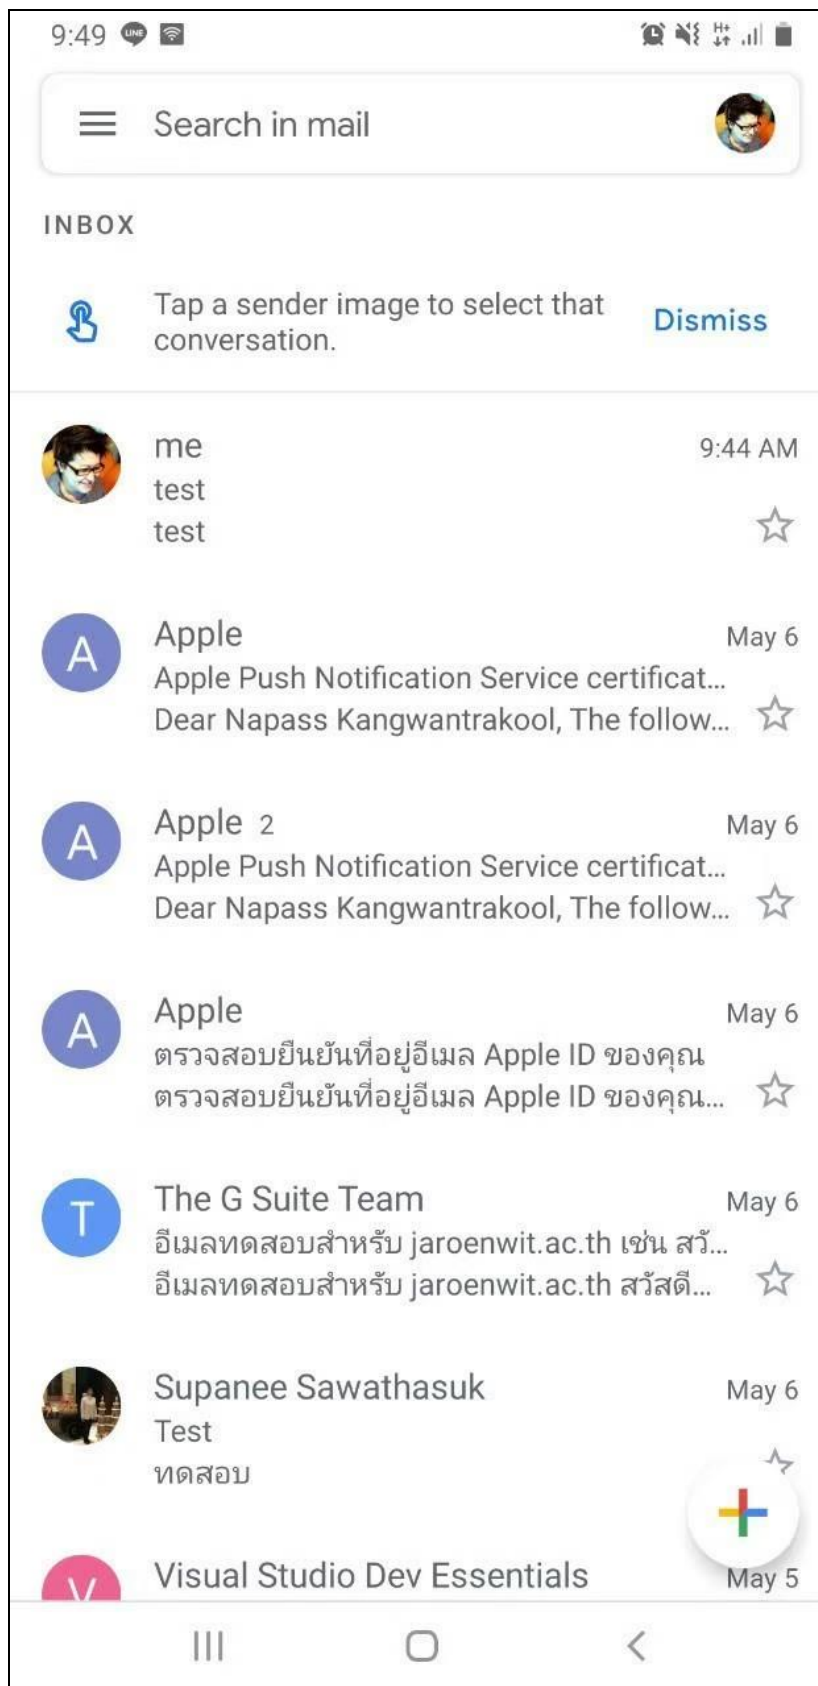 9:49 LINE H+
Search in mail
INBOX
Tap a sender image to select that
conversation.
Dismiss
me 9:44 AM
test
test
A Apple May 6
Apple Push Notification Service certificat...
Dear Napass Kangwantrakool, The follow...
A Apple 2 May 6
Apple Push Notification Service certificat...
Dear Napass Kangwantrakool, The follow...
A Apple May 6
ตรวจสอบยืนยันที่อยู่อีเมล Apple ID ของคุณ
ตรวจสอบยืนยันที่อยู่อีเมล Apple ID ของคุณ...
T The G Suite Team May 6
อีเมลทดสอบสำหรับ jaroenwit.ac.th เช่น สวั...
อีเมลทดสอบสำหรับ jaroenwit.ac.th สวัสดี...
Supanee Sawathasuk May 6
Test
ทดสอบ
V Visual Studio Dev Essentials May 5